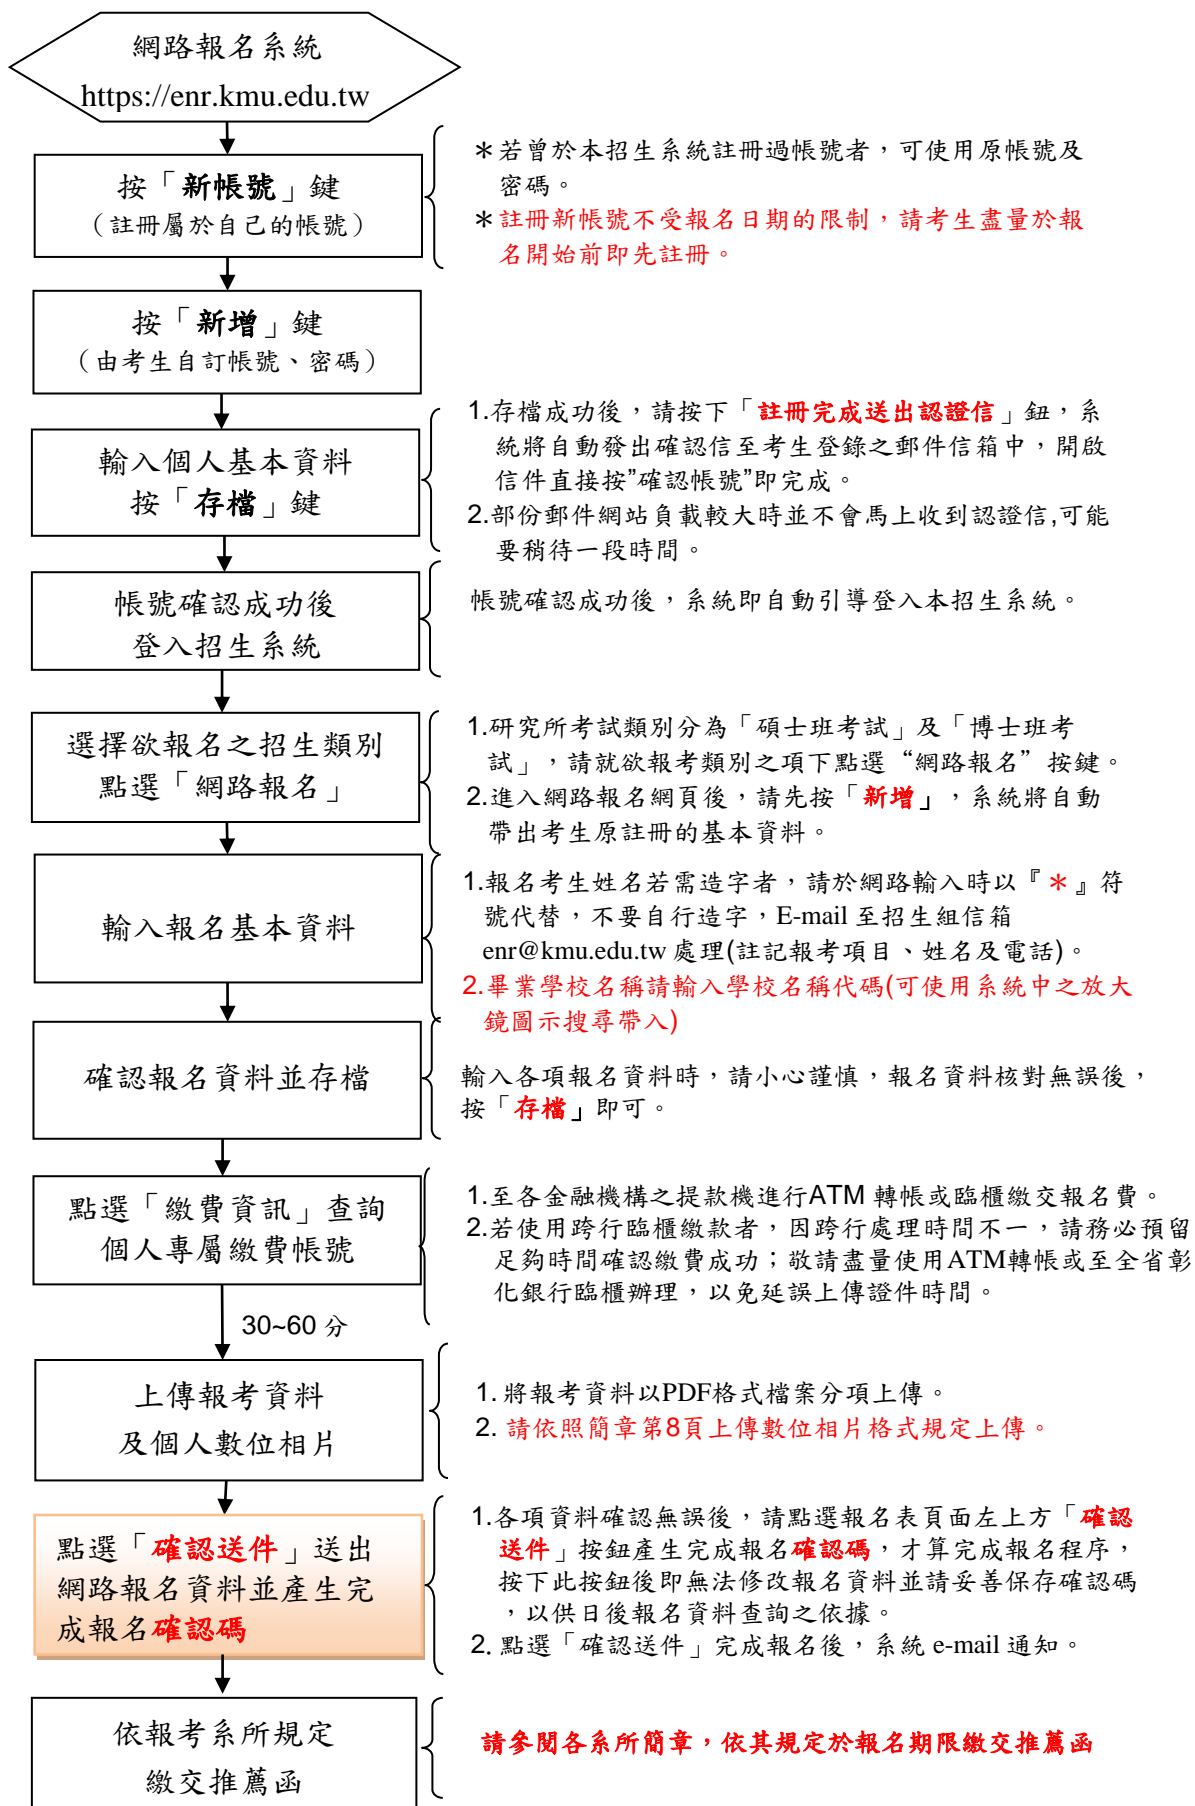 網路報名系統
https://enr.kmu.edu.tw
按「新帳號」鍵
（註冊屬於自己的帳號）
＊若曾於本招生系統註冊過帳號者，可使用原帳號及
密碼。
＊註冊新帳號不受報名日期的限制，請考生盡量於報
名開始前即先註冊。
按「新增」鍵
（由考生自訂帳號、密碼）
輸入個人基本資料
按「存檔」鍵
1.存檔成功後，請按下「註冊完成送出認證信」鈕，系
統將自動發出確認信至考生登錄之郵件信箱中，開啟
信件直接按”確認帳號”即完成。
2.部份郵件網站負載較大時並不會馬上收到認證信,可能
要稍待一段時間。
帳號確認成功後
登入招生系統
帳號確認成功後，系統即自動引導登入本招生系統。
選擇欲報名之招生類別
點選「網路報名」
1.研究所考試類別分為「碩士班考試」及「博士班考
試」，請就欲報考類別之項下點選“網路報名”按鍵。
2.進入網路報名網頁後，請先按「新增」，系統將自動
帶出考生原註冊的基本資料。
輸入報名基本資料
1.報名考生姓名若需造字者，請於網路輸入時以『＊』符
號代替，不要自行造字，E-mail 至招生組信箱
enr@kmu.edu.tw 處理(註記報考項目、姓名及電話)。
2.畢業學校名稱請輸入學校名稱代碼(可使用系統中之放大
鏡圖示搜尋帶入)
確認報名資料並存檔
輸入各項報名資料時，請小心謹慎，報名資料核對無誤後，
按「存檔」即可。
點選「繳費資訊」查詢
個人專屬繳費帳號
1.至各金融機構之提款機進行ATM 轉帳或臨櫃繳交報名費。
2.若使用跨行臨櫃繳款者，因跨行處理時間不一，請務必預留
足夠時間確認繳費成功；敬請盡量使用ATM轉帳或至全省彰
化銀行臨櫃辦理，以免延誤上傳證件時間。
30~60 分
上傳報考資料
及個人數位相片
1. 將報考資料以PDF格式檔案分項上傳。
2. 請依照簡章第8頁上傳數位相片格式規定上傳。
點選「確認送件」送出
網路報名資料並產生完
成報名確認碼
1.各項資料確認無誤後，請點選報名表頁面左上方「確認
送件」按鈕產生完成報名確認碼，才算完成報名程序，
按下此按鈕後即無法修改報名資料並請妥善保存確認碼
，以供日後報名資料查詢之依據。
2. 點選「確認送件」完成報名後，系統 e-mail 通知。
依報考系所規定
繳交推薦函
請參閱各系所簡章，依其規定於報名期限繳交推薦函